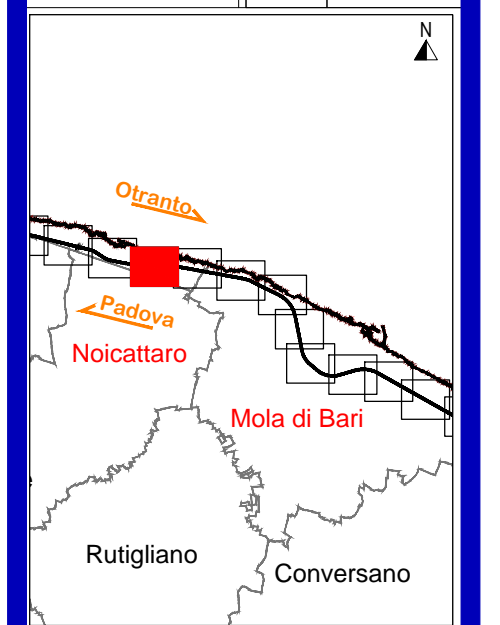 N
Otranto
Padova
Noicattaro
Mola di Bari
Rutigliano
Conversano